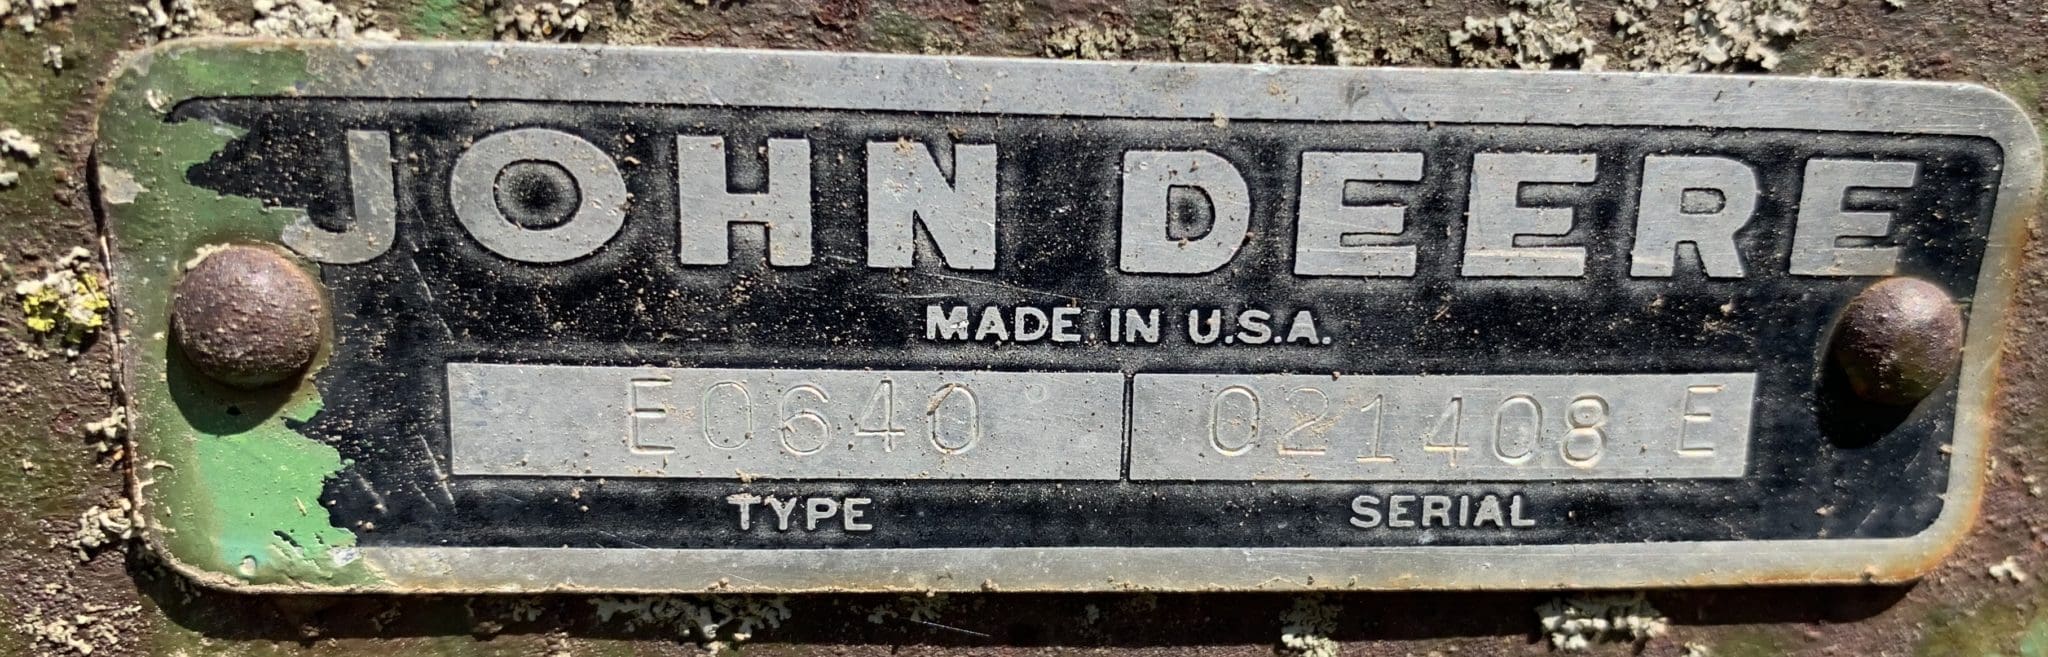 JOHN DEERE
MADE IN U.S.A.
E0640 021408 E
TYPE SERIAL